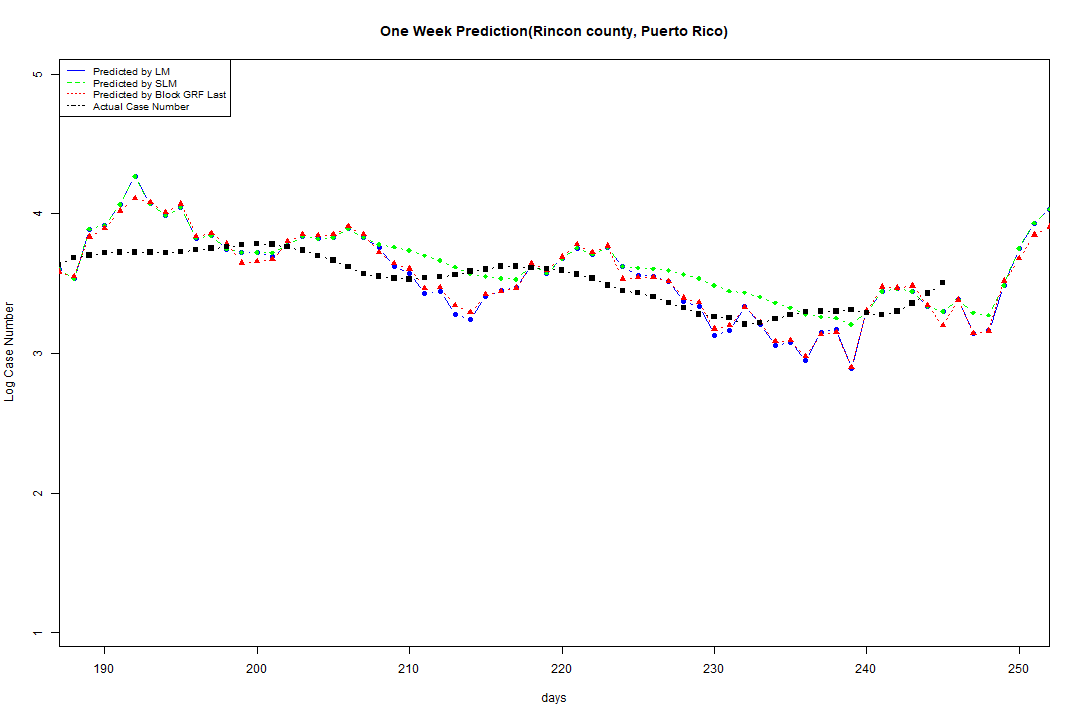 One Week Prediction(Rincon county, Puerto Rico)
Predicted by LM
Predicted by SLM
Predicted by Block GRF Last
Actual Case Number
5
4
3
2
1
Log Case Number
190 200 210 220 230 240 250
days